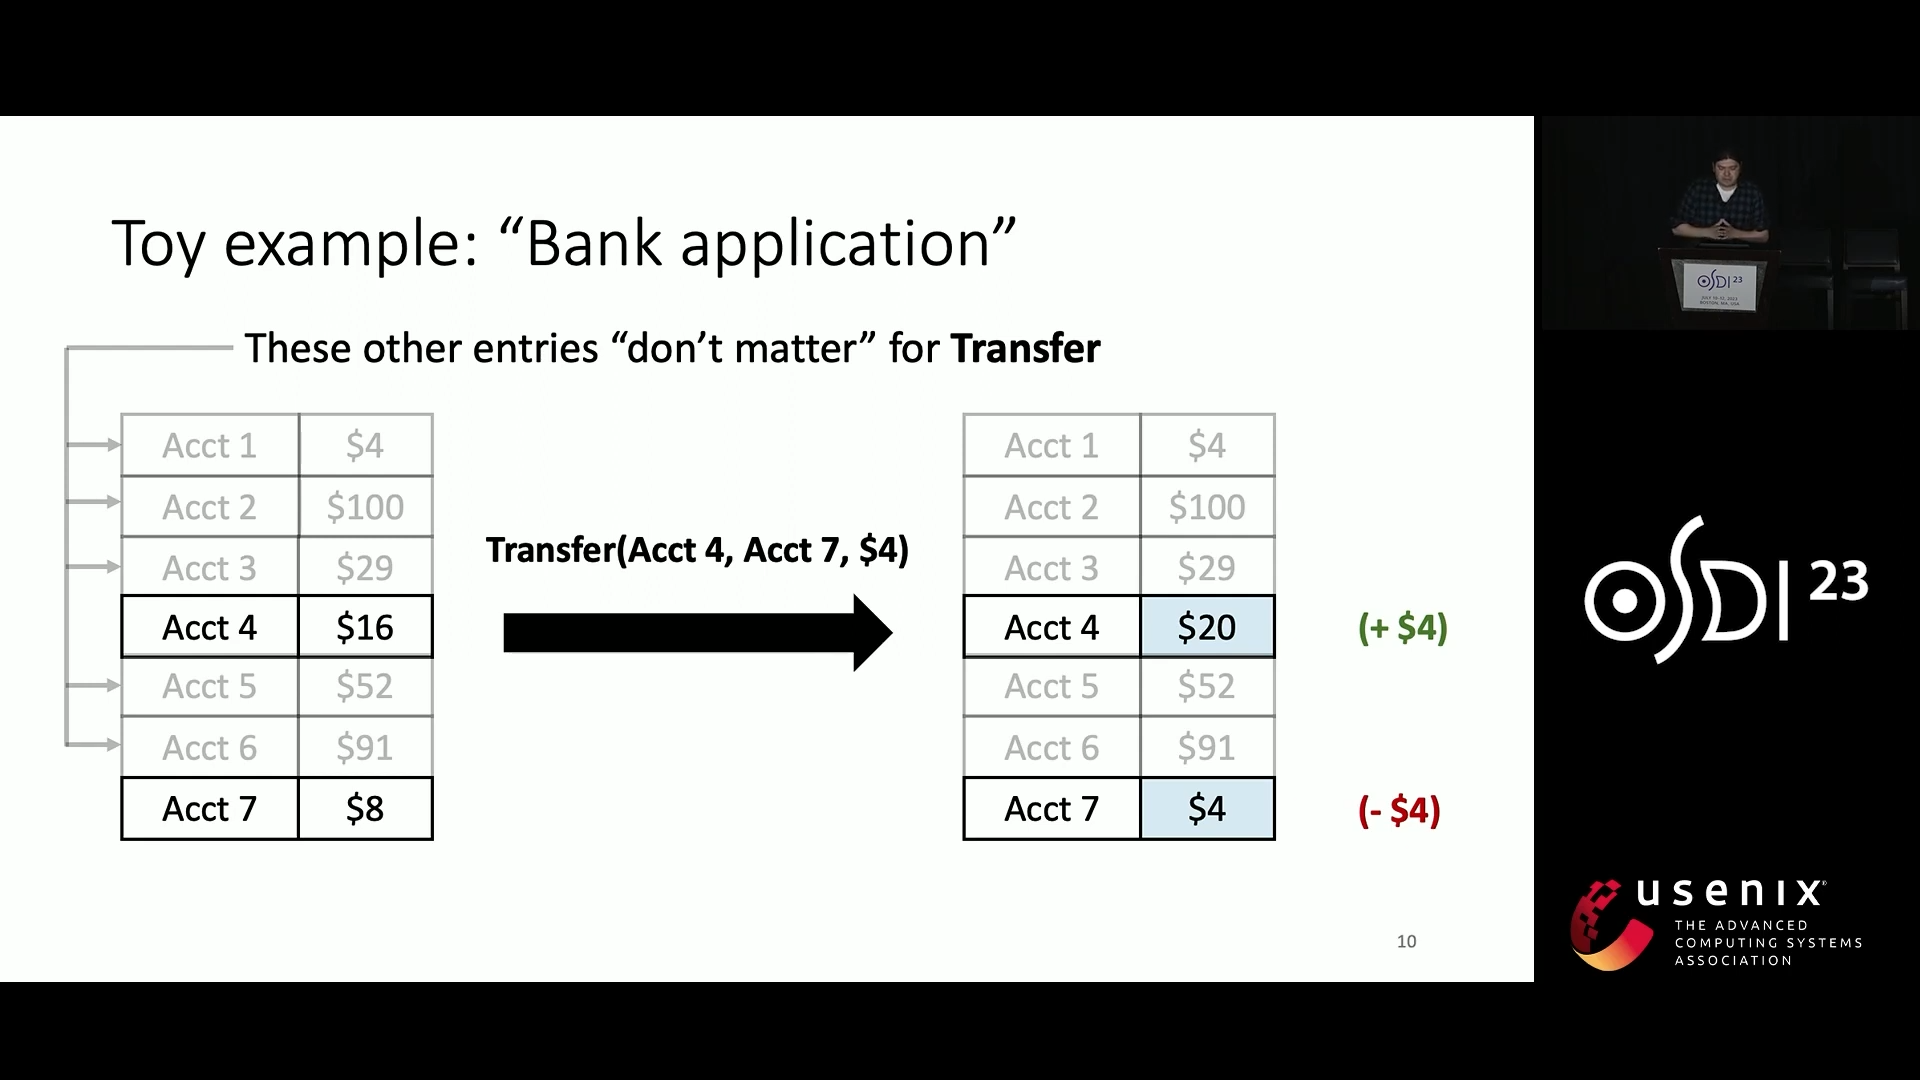 Toy example: “Bank application”
These other entries “don’t matter” for Transfer
Acct 1 $4
Acct 2 $100
Acct 3 $29
Acct 4 $16
Acct 5 $52
Acct 6 $91
Acct 7 $8
Transfer(Acct 4, Acct 7, $4)
Acct 1 $4
Acct 2 $100
Acct 3 $29
Acct 4 $20 (+ $4)
Acct 5 $52
Acct 6 $91
Acct 7 $4 (- $4)
10
OSDI 23
OSDI 23
usenix
THE ADVANCED
COMPUTING SYSTEMS
ASSOCIATION